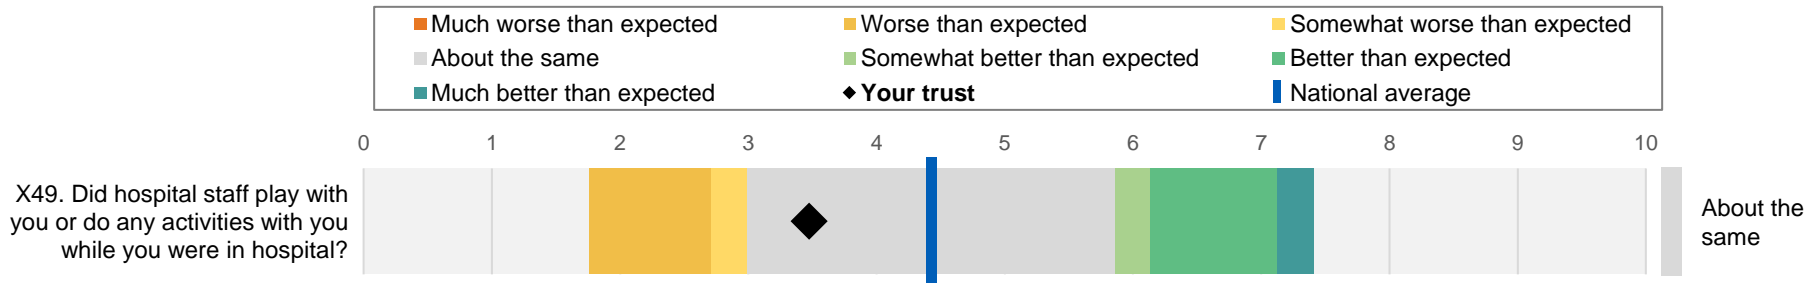 Much worse than expected
Worse than expected
Somewhat worse than expected
About the same
Somewhat better than expected
Better than expected
Much better than expected
Your trust
National average
0 1 2 3 4 5 6 7 8 9 10
X49. Did hospital staff play with
you or do any activities with you
while you were in hospital?
About the
same